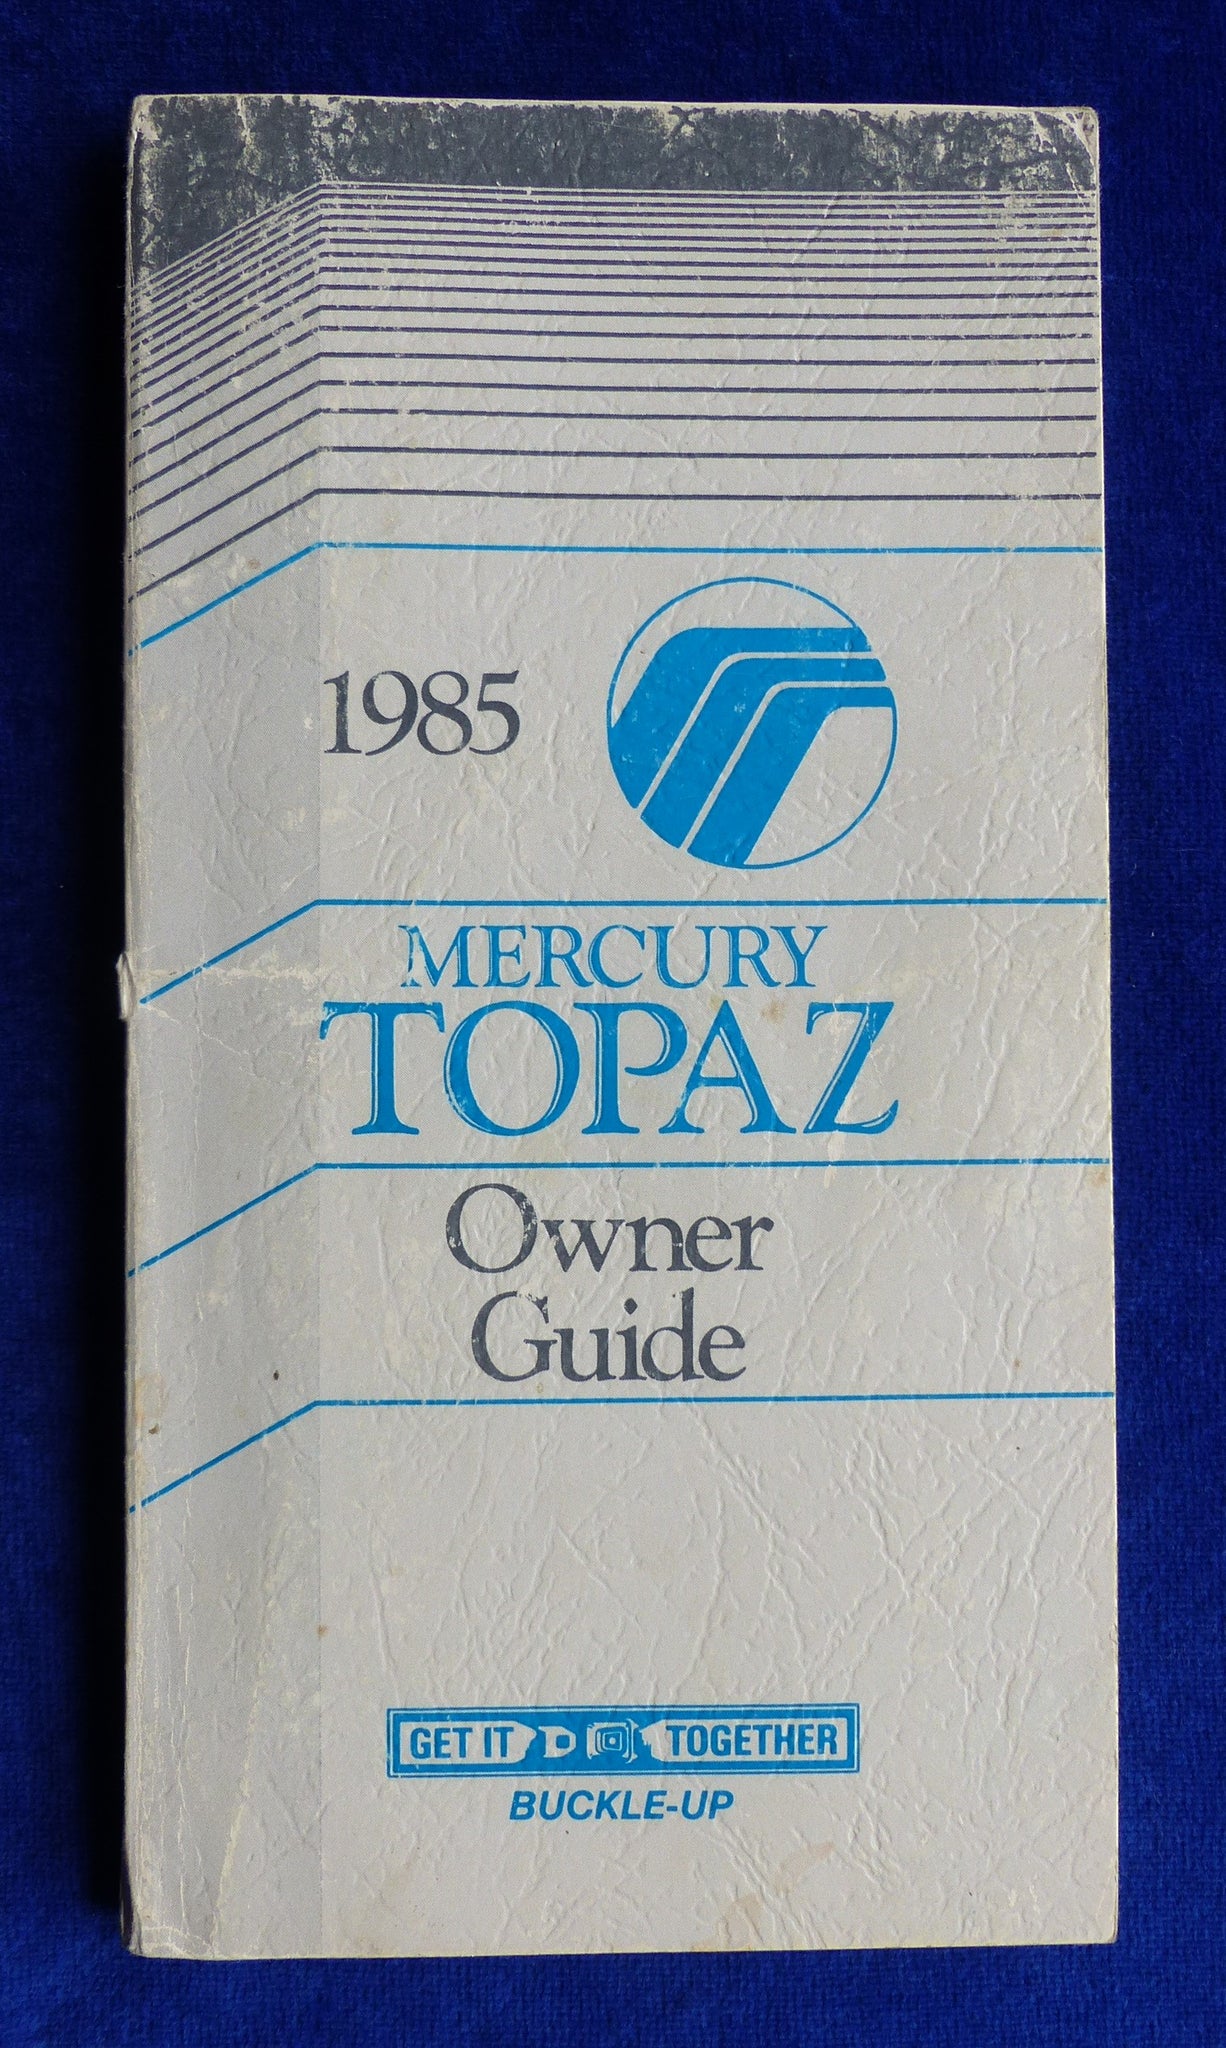 1985
MERCURY
TOPAZ
Owner
Guide
GET IT TOGETHER
BUCKLE-UP